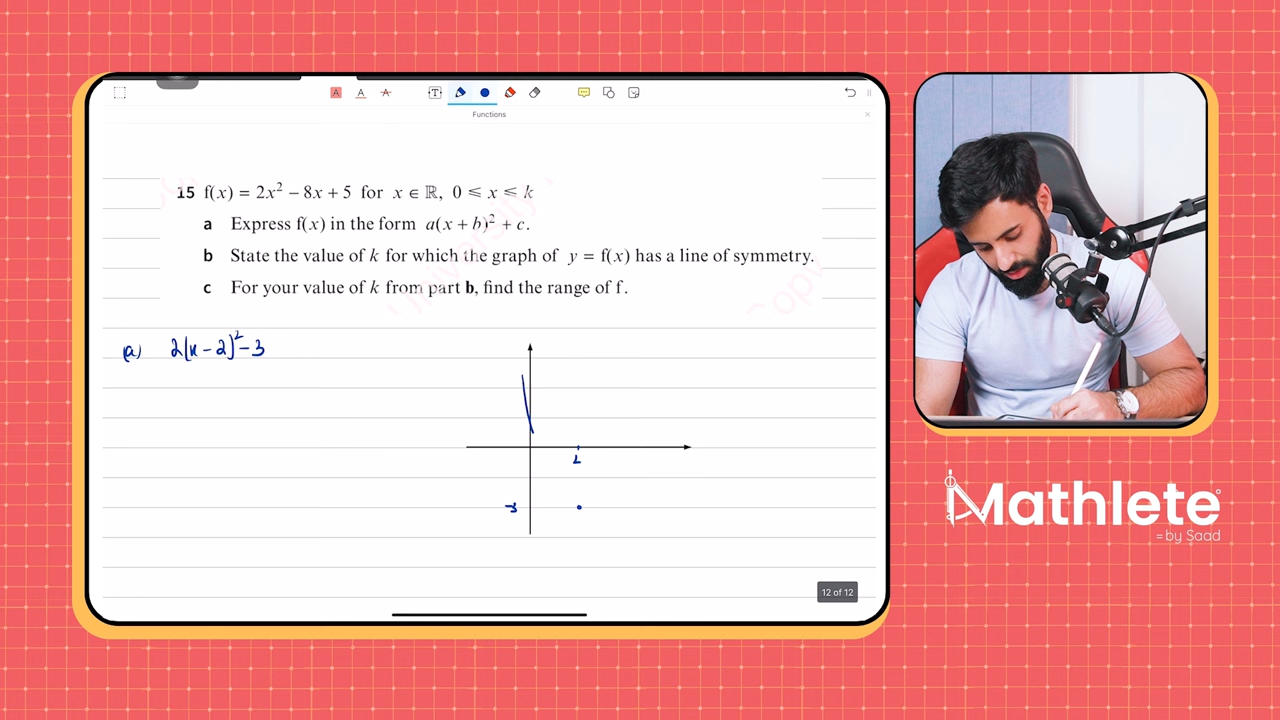 Functions
15 f(x) = 2x² − 8x + 5 for x ∈ ℝ, 0 ⩽ x ⩽ k
a Express f(x) in the form a(x + b)² + c.
b State the value of k for which the graph of y = f(x) has a line of symmetry.
c For your value of k from part b, find the range of f.
(a) 2(x − 2)² − 3
2
-3
12 of 12
Mathlete
= by Saad